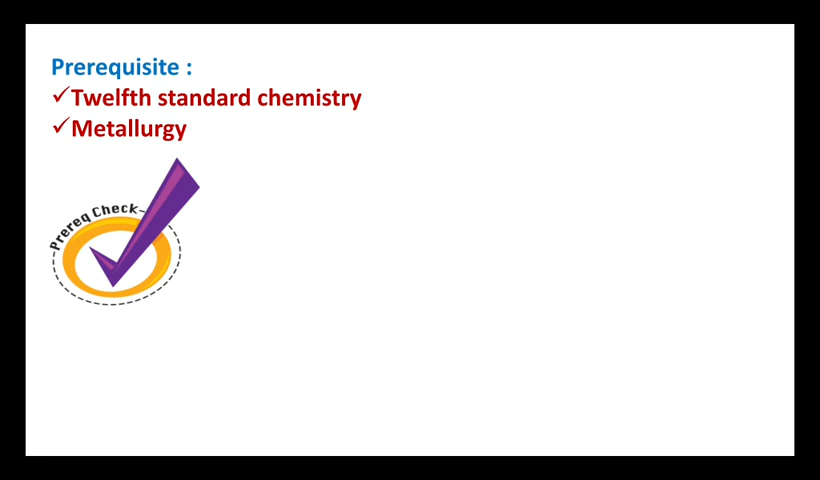 Prerequisite :
✓Twelfth standard chemistry
✓Metallurgy
Prereq Check